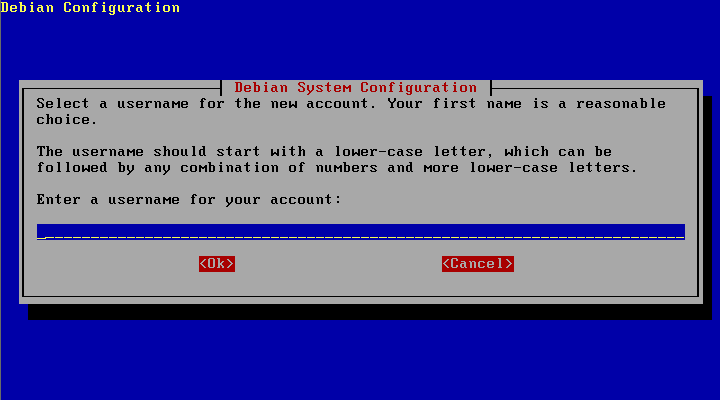 Debian Configuration
Debian System Configuration
Select a username for the new account. Your first name is a reasonable
choice.
The username should start with a lower-case letter, which can be
followed by any combination of numbers and more lower-case letters.
Enter a username for your account:
<Ok> <Cancel>